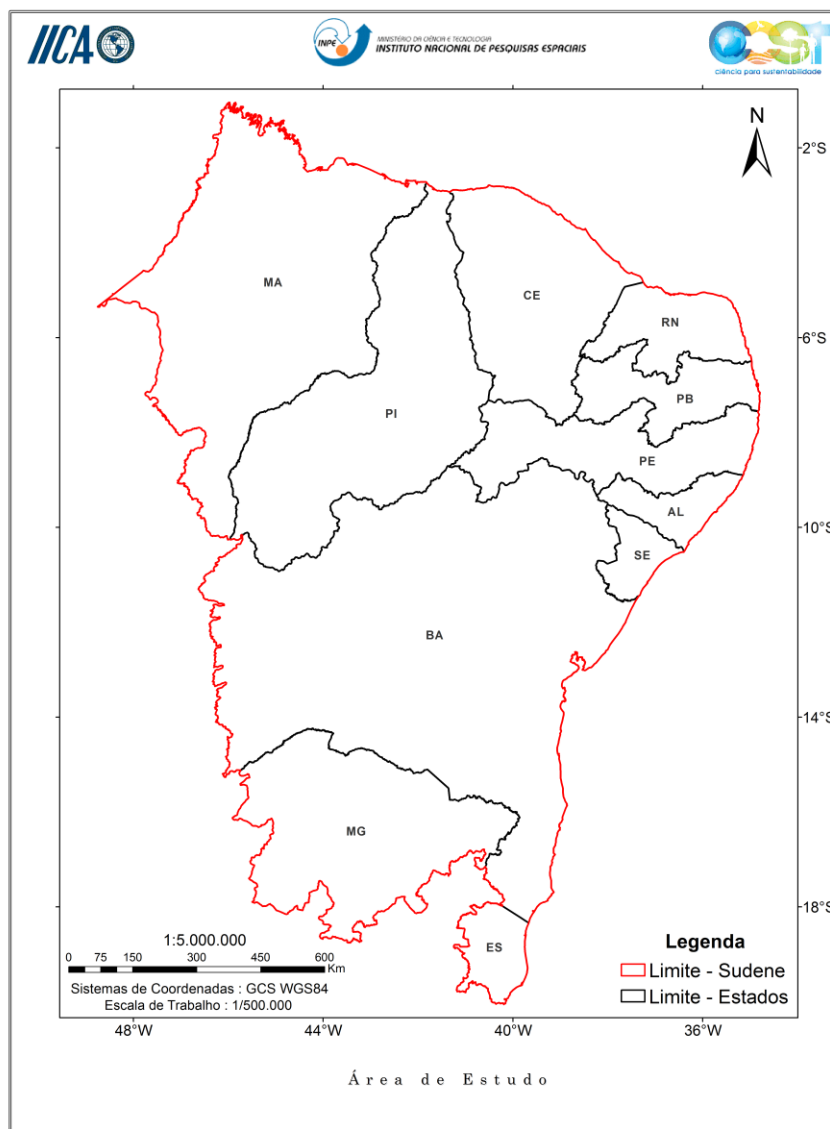 IICA
INPE
MINISTÉRIO DA CIÊNCIA E TECNOLOGIA
INSTITUTO NACIONAL DE PESQUISAS ESPACIAIS
CCST
ciência para sustentabilidade
N
2°S
MA
CE
RN
6°S
PB
PI
PE
AL
10°S
SE
BA
14°S
MG
18°S
ES
1:5.000.000
0 75 150 300 450 600
Km
Sistemas de Coordenadas : GCS WGS84
Escala de Trabalho : 1/500.000
Legenda
Limite - Sudene
Limite - Estados
48°W 44°W 40°W 36°W
Área de Estudo